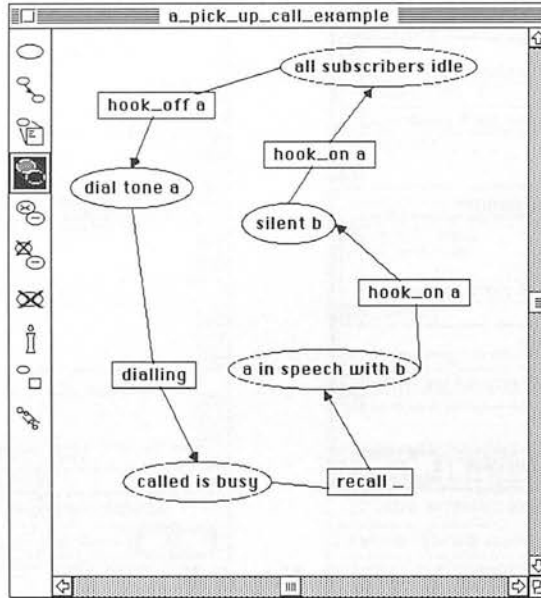 a_pick_up_call_example
all subscribers idle
hook_off a
hook_on a
dial tone a
silent b
hook_on a
dialling
a in speech with b
called is busy
recall _